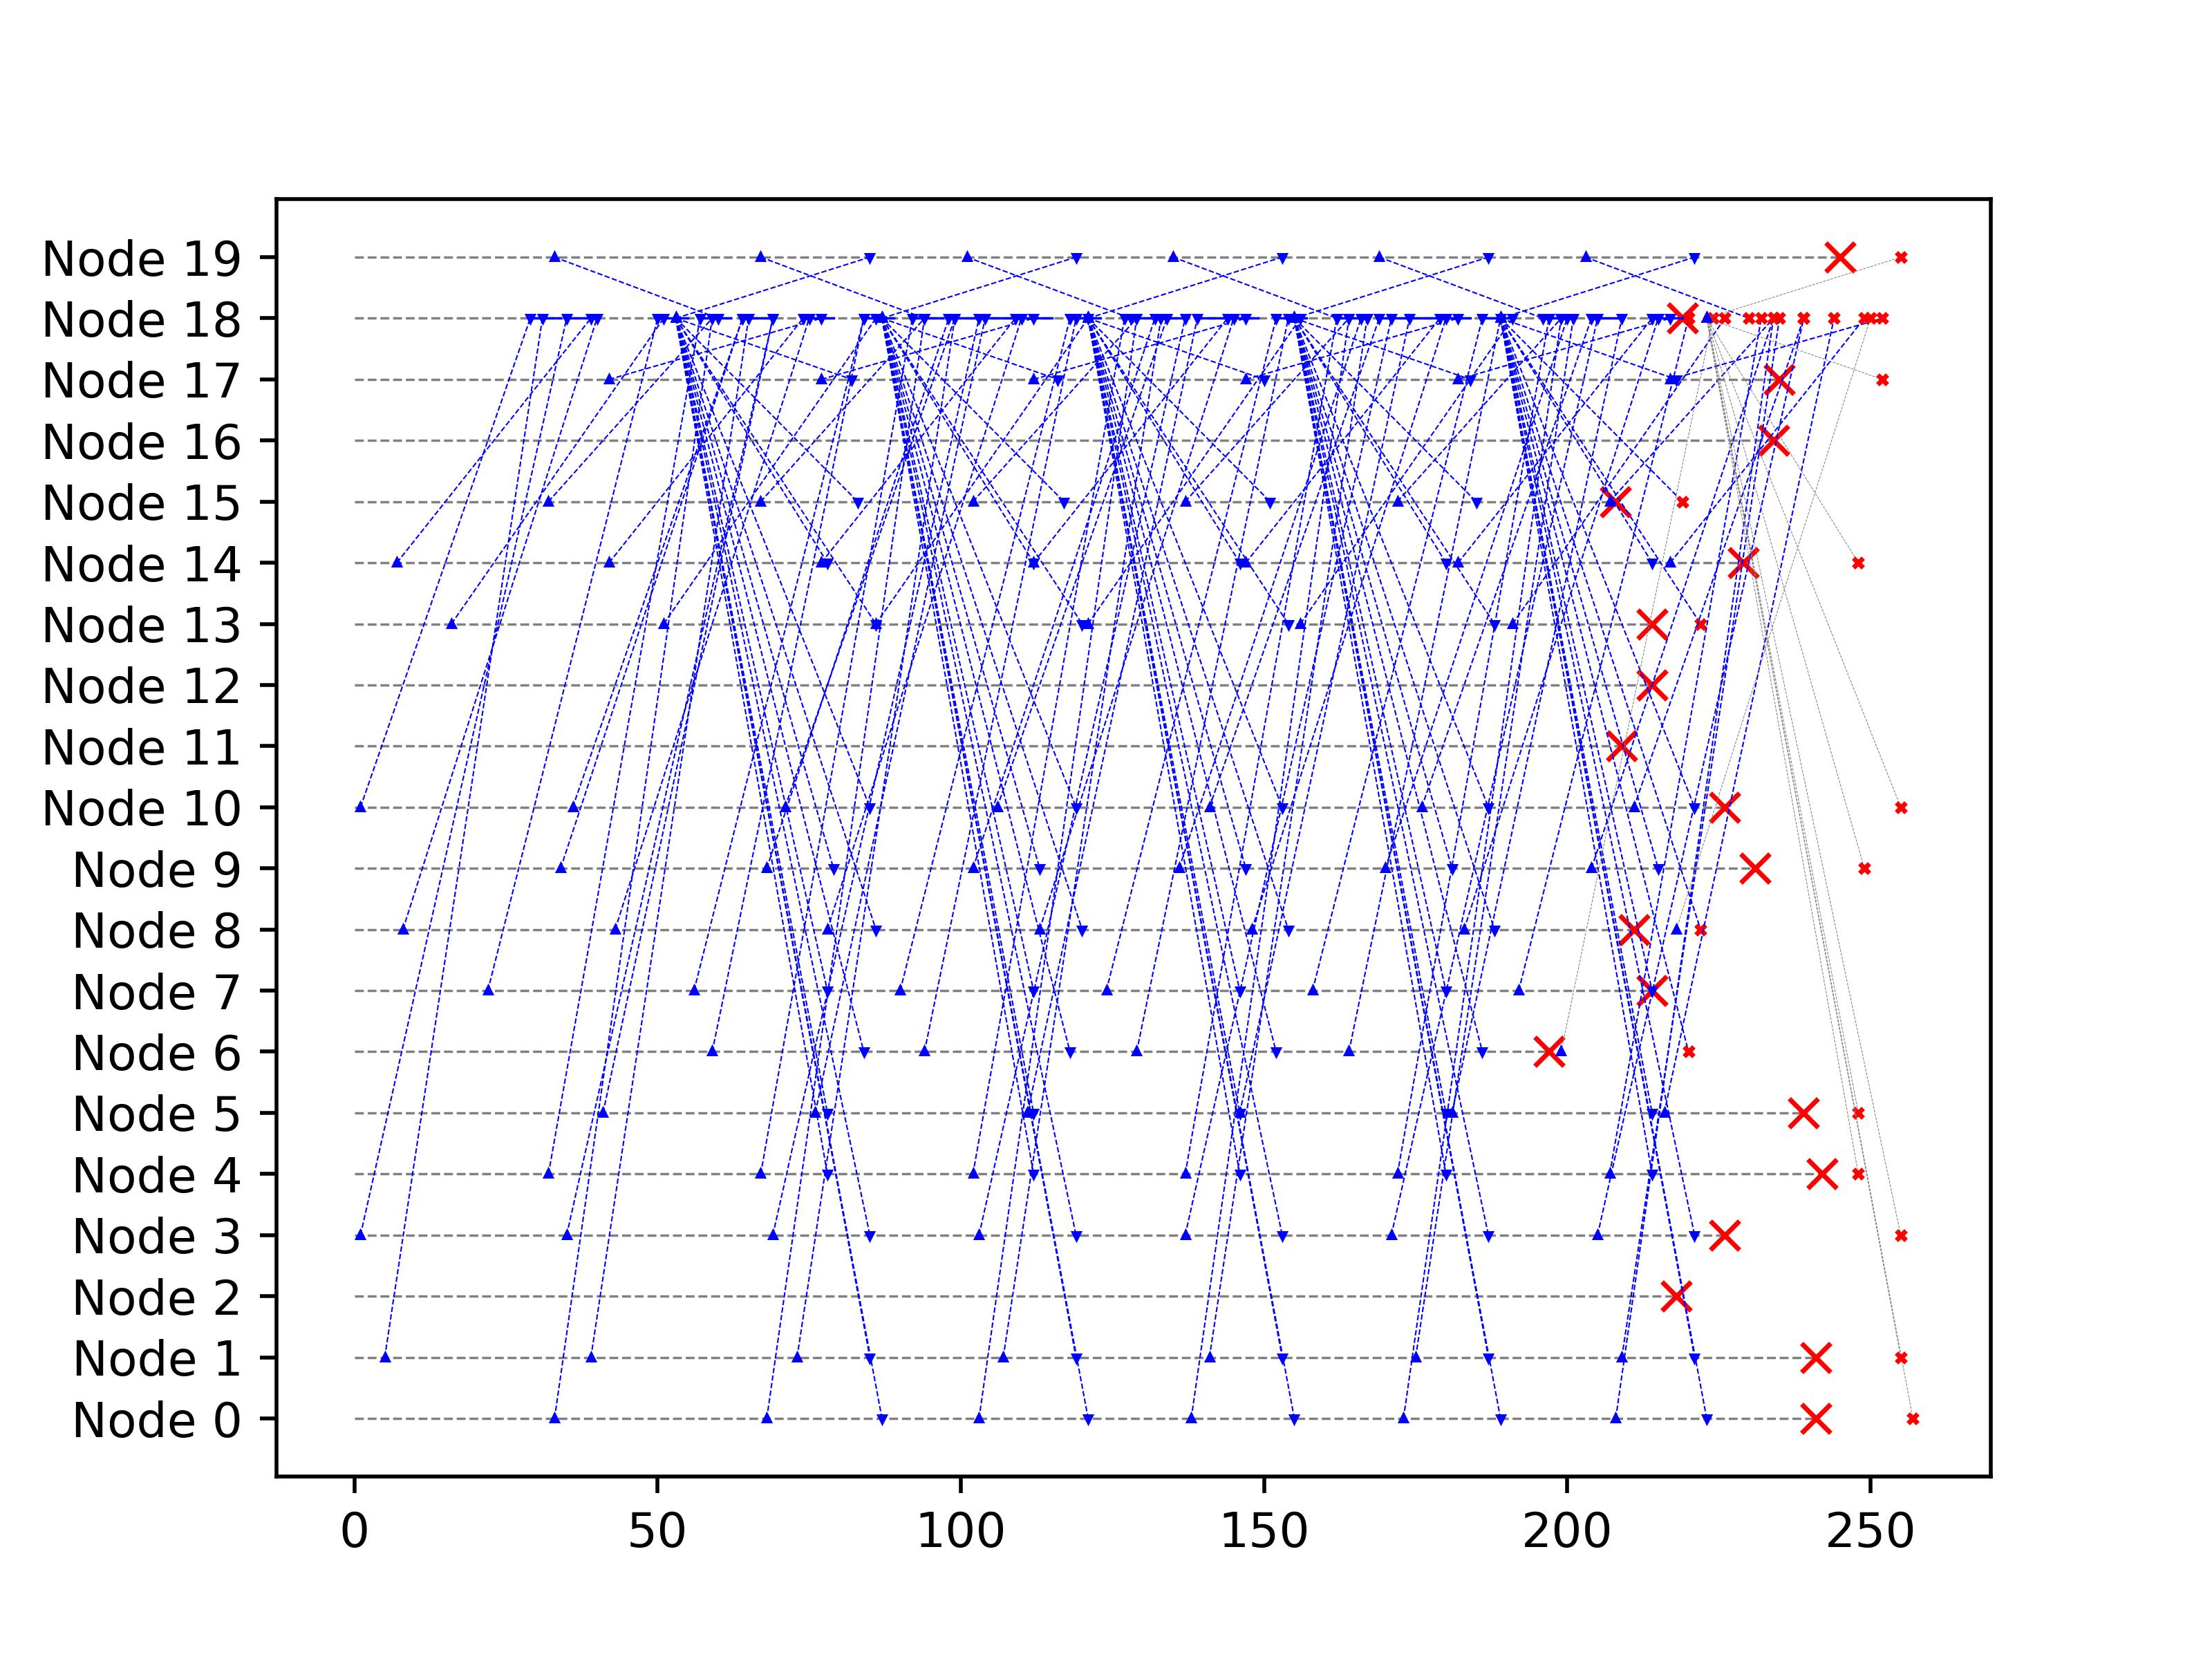 Node 19
Node 18
Node 17
Node 16
Node 15
Node 14
Node 13
Node 12
Node 11
Node 10
Node 9
Node 8
Node 7
Node 6
Node 5
Node 4
Node 3
Node 2
Node 1
Node 0
0 50 100 150 200 250